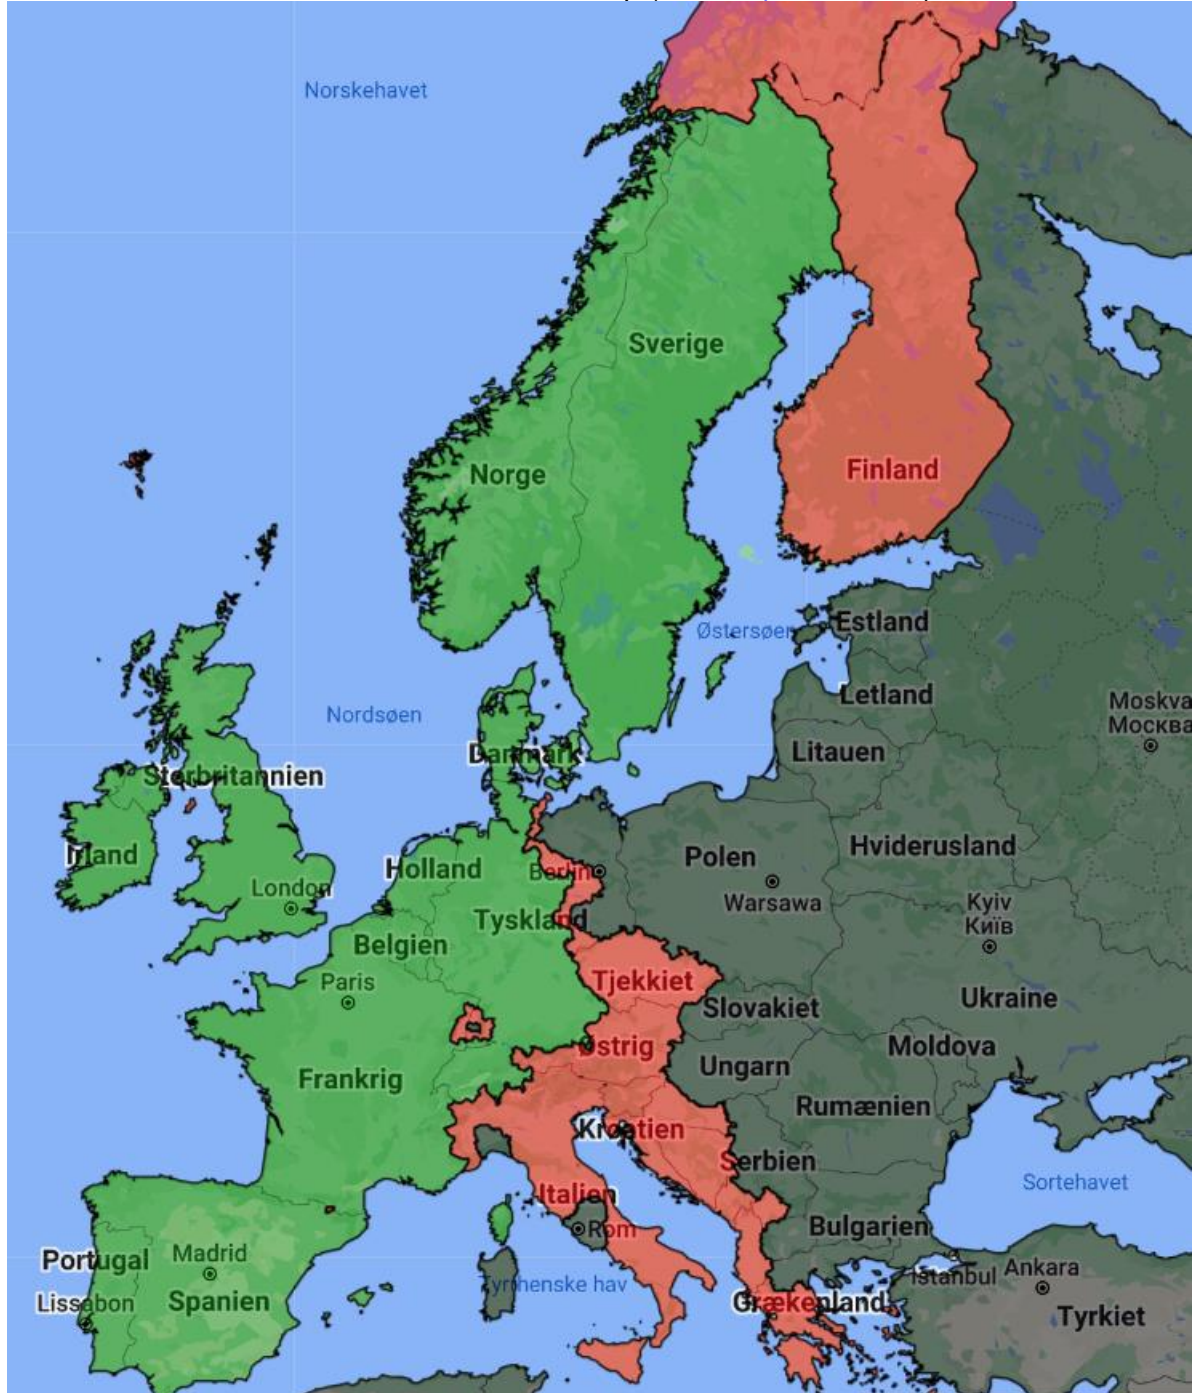 Norskehavet
Sverige
Norge
Finland
Østersøen
Estland
Letland
Moskva
Москва
Nordsøen
Danmark
Litauen
Storbritannien
Irland
Holland
Berlin
Polen
Hviderusland
London
Warsawa
Kyiv
Київ
Tyskland
Belgien
Paris
Tjekkiet
Slovakiet
Ukraine
Østrig
Ungarn
Moldova
Frankrig
Rumænien
Kroatien
Serbien
Sortehavet
Italien
Rom
Bulgarien
Portugal
Madrid
Istanbul
Ankara
Lissabon
Spanien
Tyrrhenske hav
Grækenland
Tyrkiet